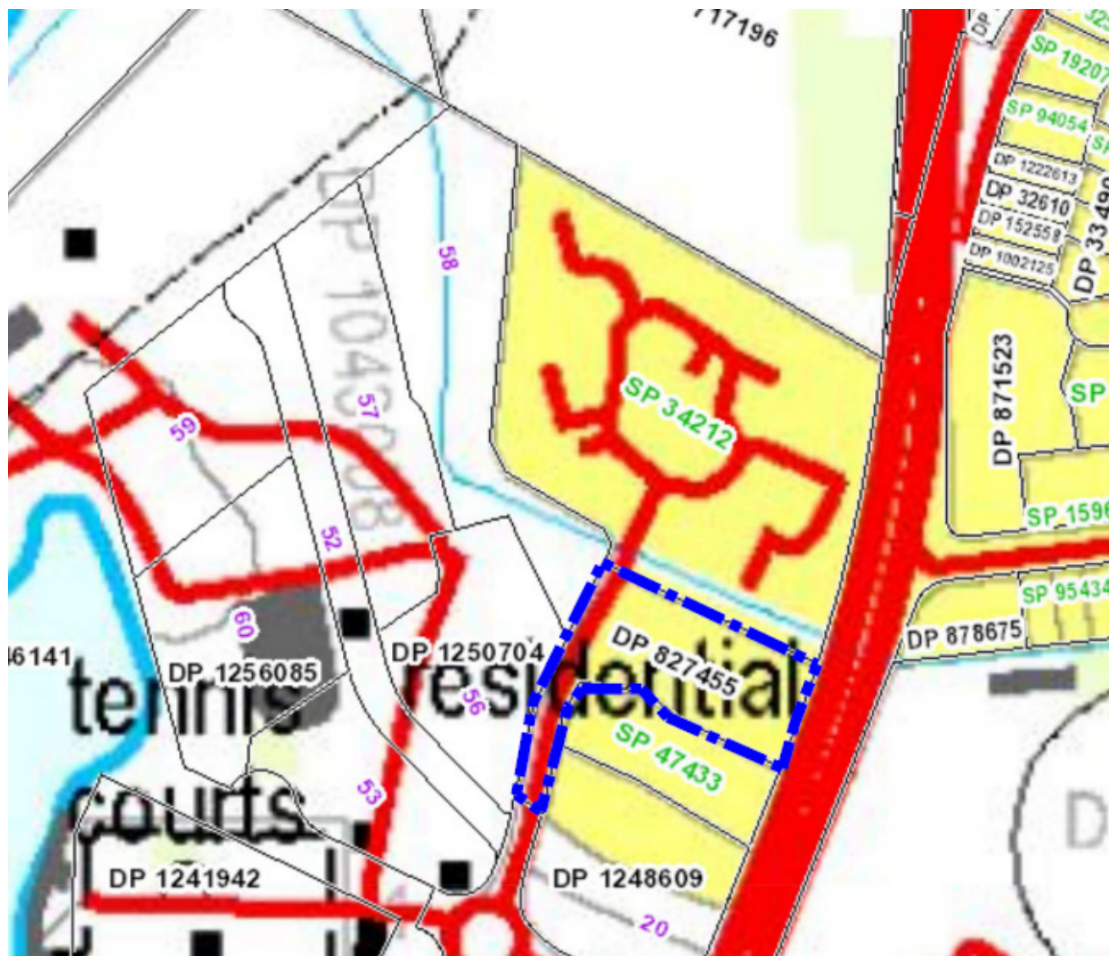 717196
DP
SP 19207
SP 94054
DP 1222613
DP 32610
DP 152558
DP 1002125
DP 33490
58
57
59
52
SP 34212
DP 871523
SP
SP 1596
SP 95434
DP 878675
60
46141
DP 1256085
DP 1250704
DP 827455
residential
tennis
56
SP 47433
53
courts
DP 1241942
DP 1248609
20
D